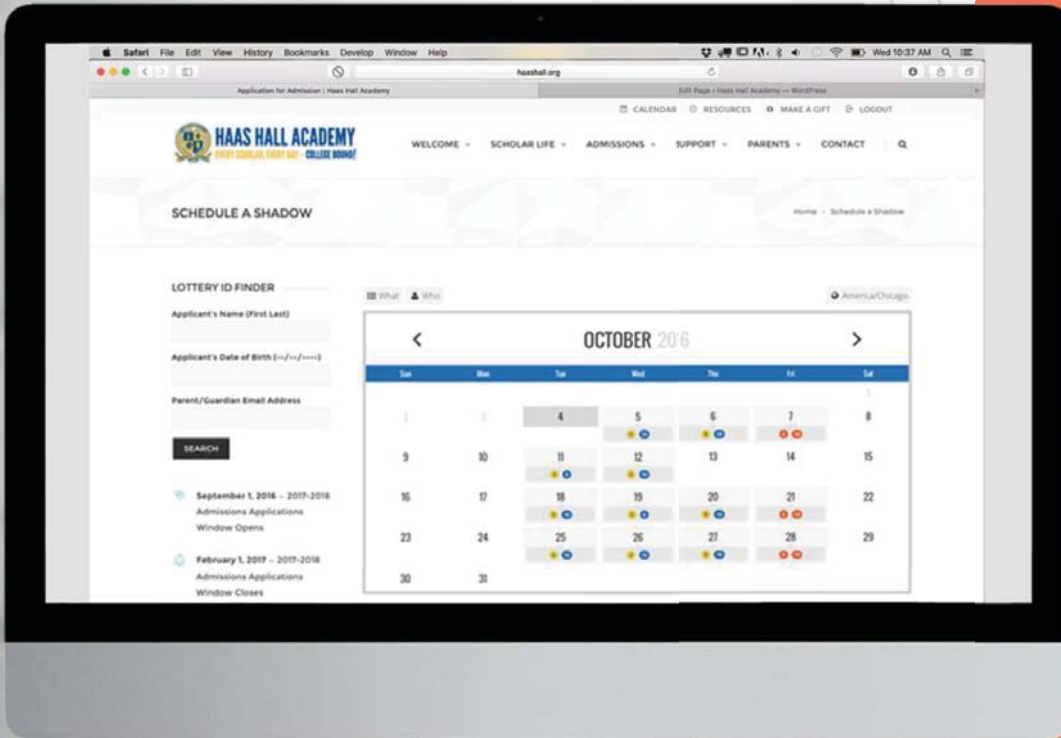 Safari File Edit View History Bookmarks Develop Window Help Wed 10:37 AM
haashall.org
Application for Admission | Haas Hall Academy
Edit Page ‹ Haas Hall Academy — WordPress
CALENDAR RESOURCES MAKE A GIFT LOGOUT
HAAS HALL ACADEMY
EVERY SCHOLAR, EVERY DAY – COLLEGE BOUND!
WELCOME SCHOLAR LIFE ADMISSIONS SUPPORT PARENTS CONTACT
SCHEDULE A SHADOW
Home – Schedule a Shadow
LOTTERY ID FINDER
Applicant's Name (First Last)
Applicant's Date of Birth (--/--/----)
Parent/Guardian Email Address
SEARCH
September 1, 2016 – 2017-2018
Admissions Applications
Window Opens
February 1, 2017 – 2017-2018
Admissions Applications
Window Closes
What Who
America/Chicago
OCTOBER 2016
Sun Mon Tue Wed Thu Fri Sat
1
2 3 4 5 6 7 8
9 10 11 12 13 14 15
16 17 18 19 20 21 22
23 24 25 26 27 28 29
30 31